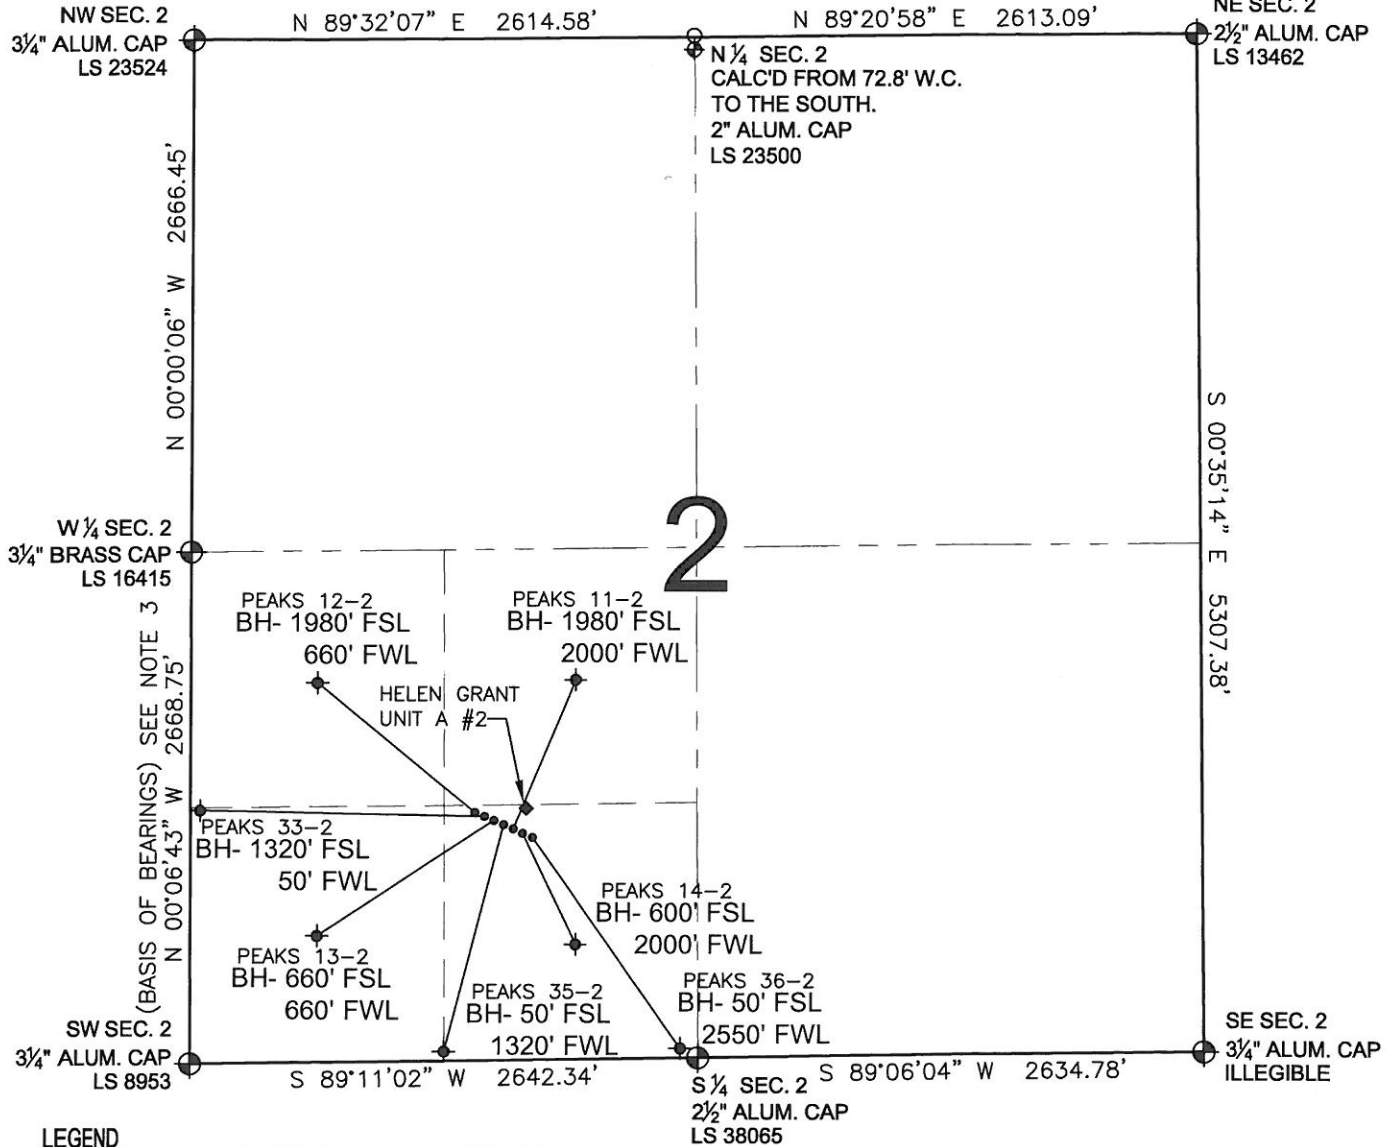 NW SEC. 2
3¼" ALUM. CAP
LS 23524
N 89°32'07" E 2614.58'
N 89°20'58" E 2613.09'
NE SEC. 2
2½" ALUM. CAP
LS 13462
N ¼ SEC. 2
CALC'D FROM 72.8' W.C.
TO THE SOUTH.
2" ALUM. CAP
LS 23500
N 00°00'06" W 2666.45'
S 00°35'14" E 5307.38'
2
W ¼ SEC. 2
3¼" BRASS CAP
LS 16415
(BASIS OF BEARINGS) SEE NOTE 3
N 00°06'43" W 2668.75'
PEAKS 12-2
BH- 1980' FSL
660' FWL
PEAKS 11-2
BH- 1980' FSL
2000' FWL
HELEN GRANT
UNIT A #2
PEAKS 33-2
BH- 1320' FSL
50' FWL
PEAKS 14-2
BH- 600' FSL
2000' FWL
PEAKS 13-2
BH- 660' FSL
660' FWL
PEAKS 35-2
BH- 50' FSL
1320' FWL
PEAKS 36-2
BH- 50' FSL
2550' FWL
SW SEC. 2
3¼" ALUM. CAP
LS 8953
S 89°11'02" W 2642.34'
S ¼ SEC. 2
2½" ALUM. CAP
LS 38065
S 89°06'04" W 2634.78'
SE SEC. 2
3¼" ALUM. CAP
ILLEGIBLE
LEGEND